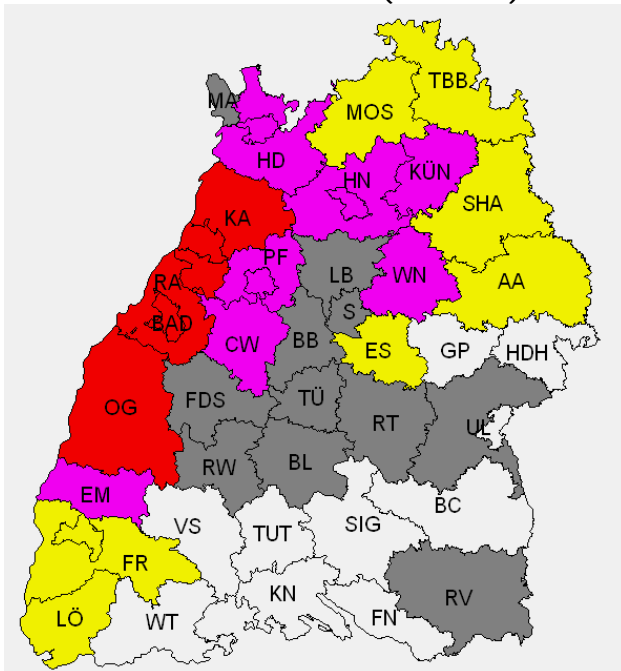 TBB
MA
MOS
HD
HN
KÜN
SHA
KA
PF
LB
WN
AA
RA
S
BAD
CW
BB
ES
GP
HDH
OG
FDS
TÜ
RT
UL
RW
BL
EM
VS
TUT
SIG
BC
FR
KN
RV
LÖ
WT
FN